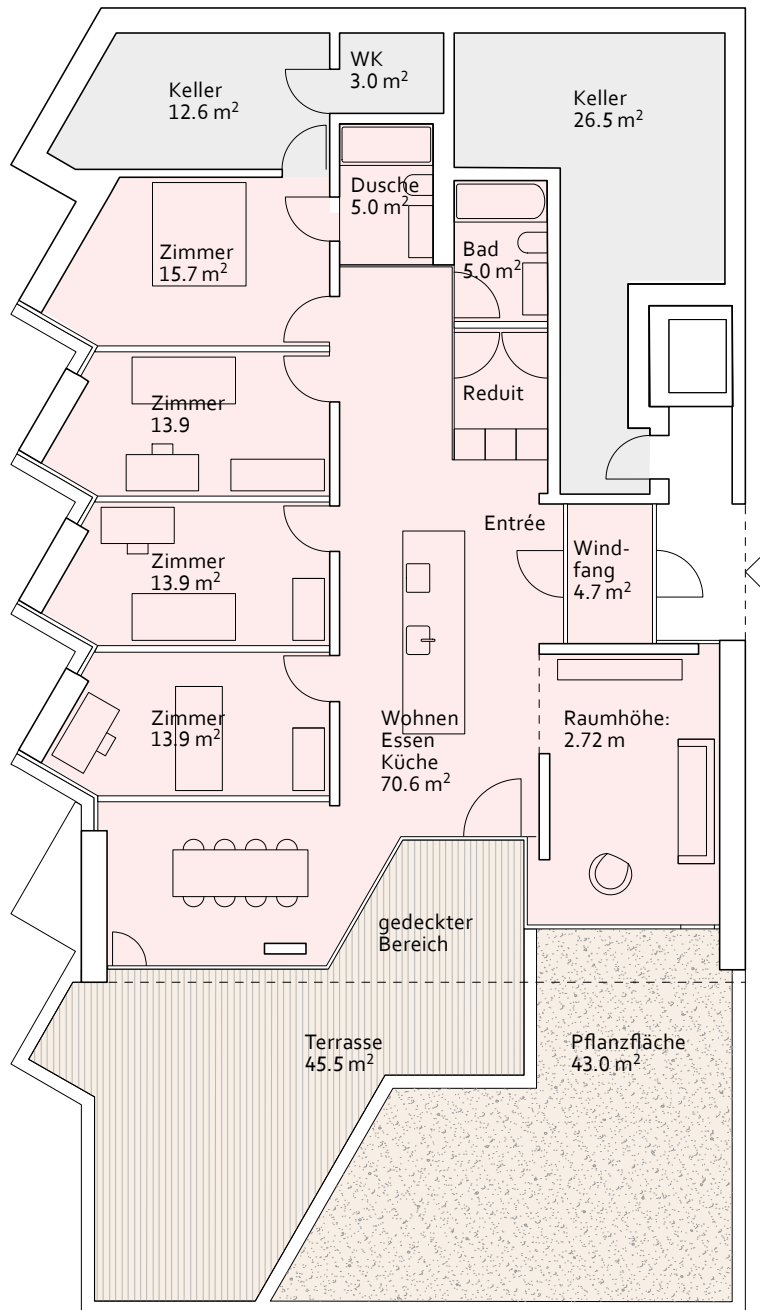 WK
3.0 m²
Keller
12.6 m²
Keller
26.5 m²
Dusche
5.0 m²
Zimmer
15.7 m²
Bad
5.0 m²
Zimmer
13.9
Reduit
Entrée
Wind-
fang
4.7 m²
Zimmer
13.9 m²
Zimmer
13.9 m²
Wohnen
Essen
Küche
70.6 m²
Raumhöhe:
2.72 m
gedeckter
Bereich
Terrasse
45.5 m²
Pflanzfläche
43.0 m²